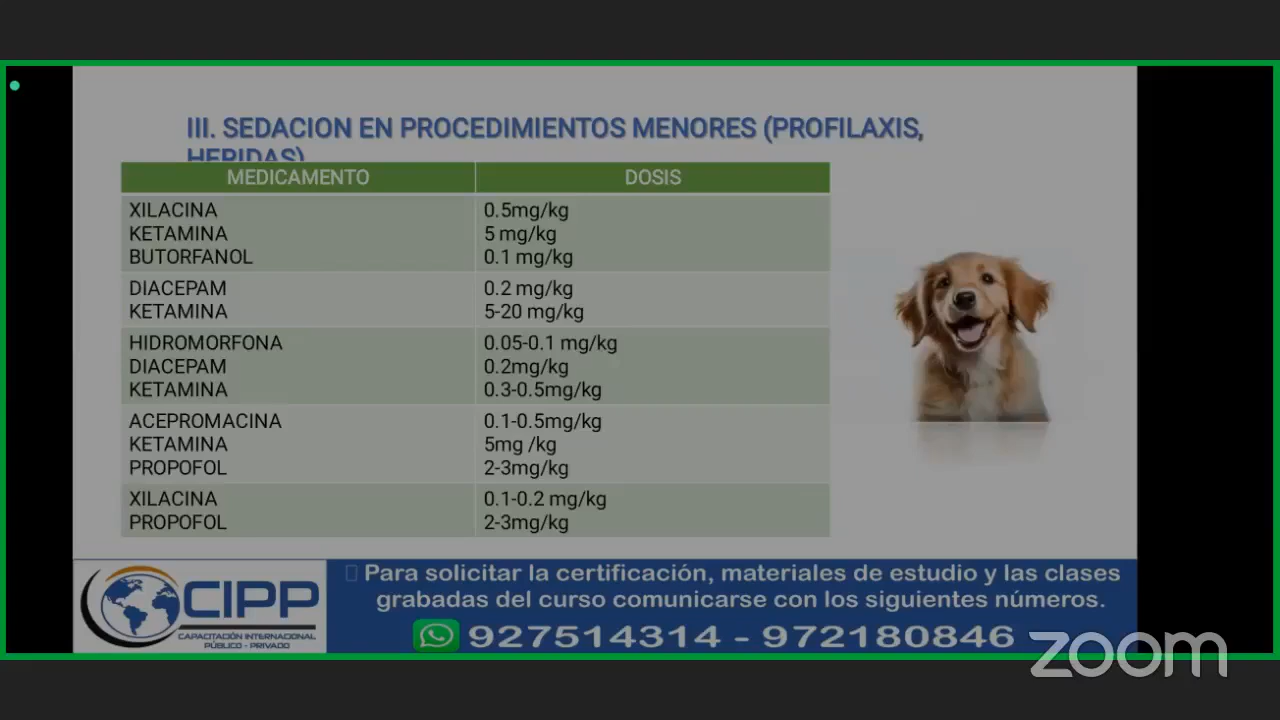 III. SEDACION EN PROCEDIMIENTOS MENORES (PROFILAXIS,
HERIDAS)
MEDICAMENTO DOSIS
XILACINA 0.5mg/kg
KETAMINA 5 mg/kg
BUTORFANOL 0.1 mg/kg
DIACEPAM 0.2 mg/kg
KETAMINA 5-20 mg/kg
HIDROMORFONA 0.05-0.1 mg/kg
DIACEPAM 0.2mg/kg
KETAMINA 0.3-0.5mg/kg
ACEPROMACINA 0.1-0.5mg/kg
KETAMINA 5mg /kg
PROPOFOL 2-3mg/kg
XILACINA 0.1-0.2 mg/kg
PROPOFOL 2-3mg/kg
CIPP
CAPACITACIÓN INTERNACIONAL
PÚBLICO - PRIVADO
Para solicitar la certificación, materiales de estudio y las clases
grabadas del curso comunicarse con los siguientes números.
927514314 - 972180846
zoom